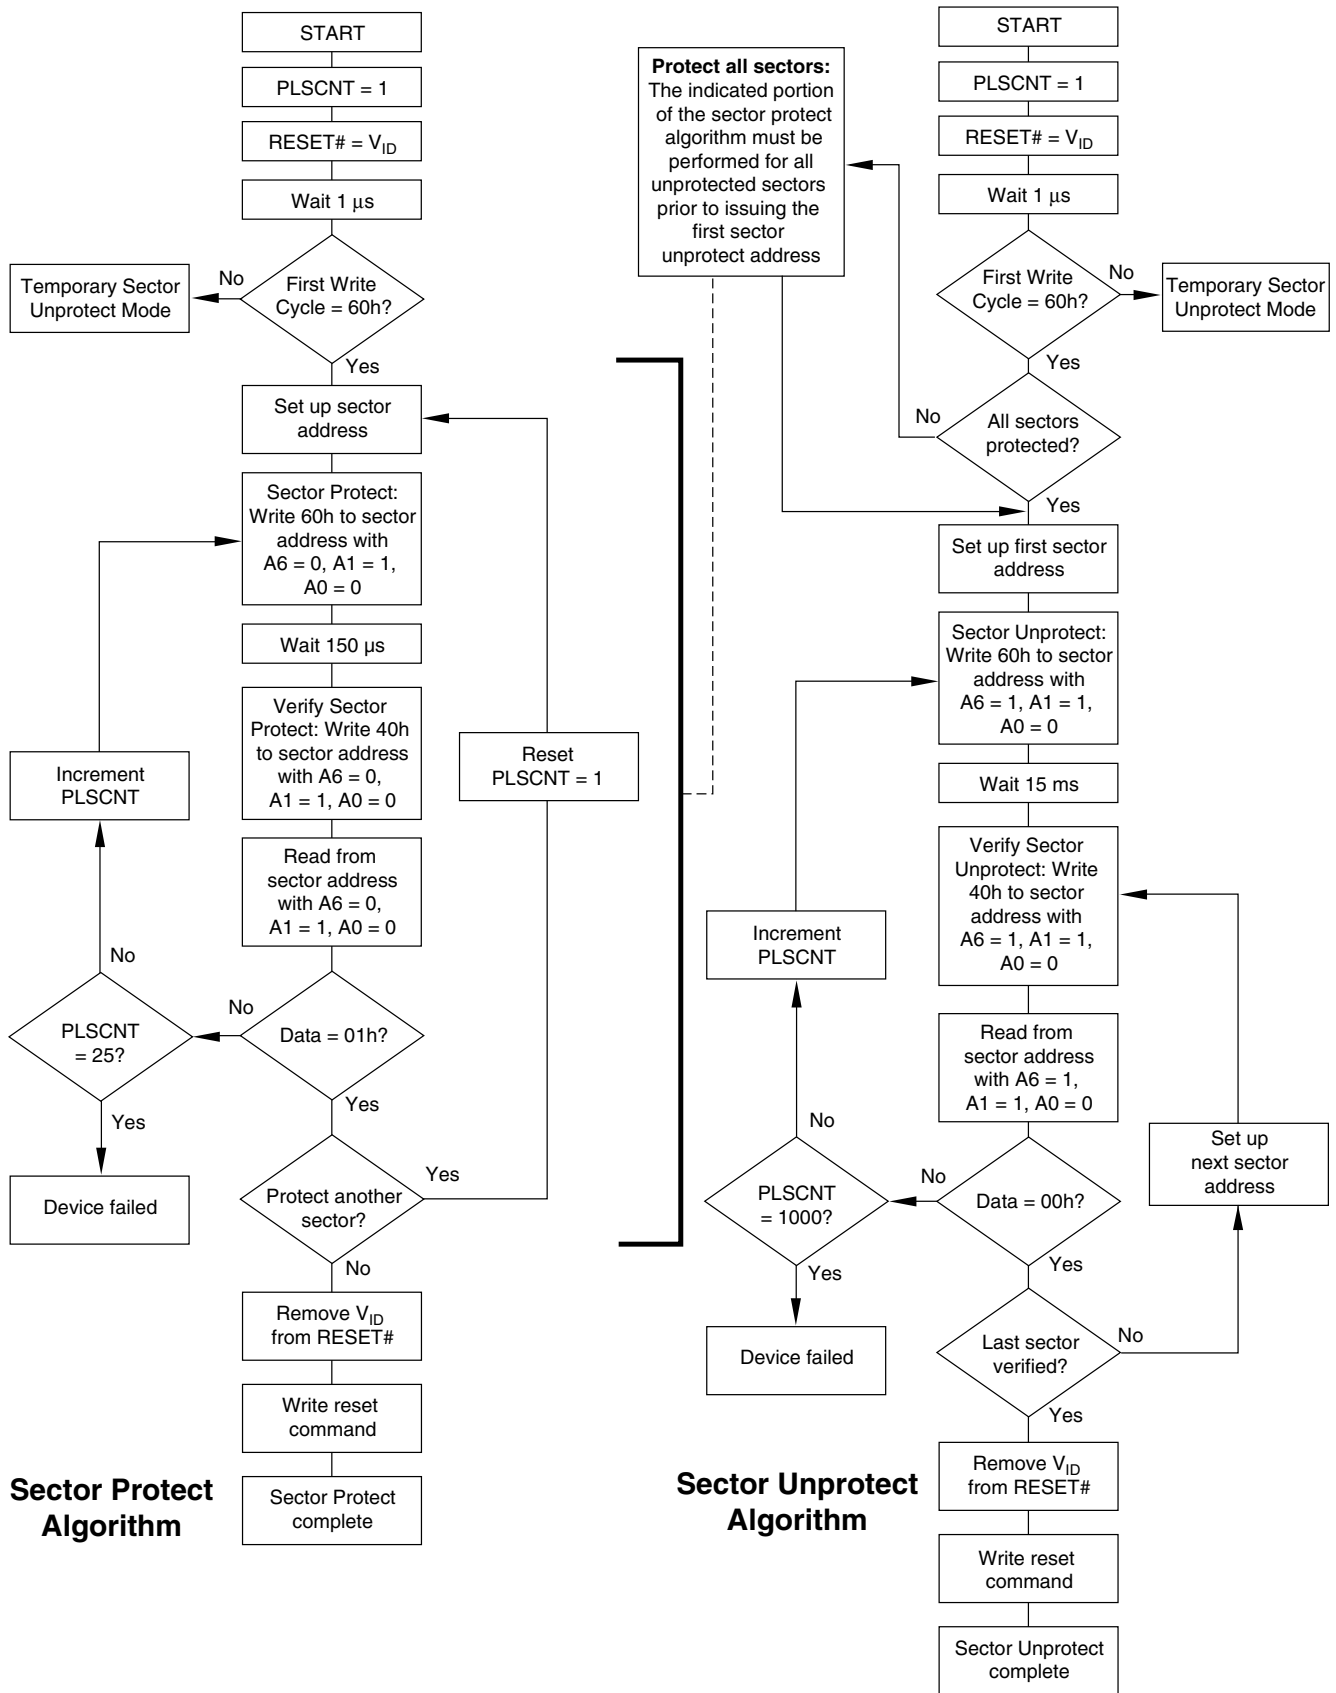 START
PLSCNT = 1
RESET# = VID
Wait 1 μs
First Write
Cycle = 60h?
No
Temporary Sector
Unprotect Mode
Yes
Set up sector
address
Sector Protect:
Write 60h to sector
address with
A6 = 0, A1 = 1,
A0 = 0
Wait 150 µs
Verify Sector
Protect: Write 40h
to sector address
with A6 = 0,
A1 = 1, A0 = 0
Reset
PLSCNT = 1
Increment
PLSCNT
Read from
sector address
with A6 = 0,
A1 = 1, A0 = 0
No
No
Data = 01h?
PLSCNT
= 25?
Yes
Yes
Device failed
Protect another
sector?
Yes
No
Remove VID
from RESET#
Write reset
command
Sector Protect
complete
Sector Protect
Algorithm
Protect all sectors:
The indicated portion
of the sector protect
algorithm must be
performed for all
unprotected sectors
prior to issuing the
first sector
unprotect address
START
PLSCNT = 1
RESET# = VID
Wait 1 μs
First Write
Cycle = 60h?
No
Temporary Sector
Unprotect Mode
Yes
No
All sectors
protected?
Yes
Set up first sector
address
Sector Unprotect:
Write 60h to sector
address with
A6 = 1, A1 = 1,
A0 = 0
Wait 15 ms
Verify Sector
Unprotect: Write
40h to sector
address with
A6 = 1, A1 = 1,
A0 = 0
Increment
PLSCNT
Read from
sector address
with A6 = 1,
A1 = 1, A0 = 0
No
No
Data = 00h?
PLSCNT
= 1000?
Set up
next sector
address
Yes
Yes
Device failed
Last sector
verified?
No
Yes
Remove VID
from RESET#
Write reset
command
Sector Unprotect
complete
Sector Unprotect
Algorithm